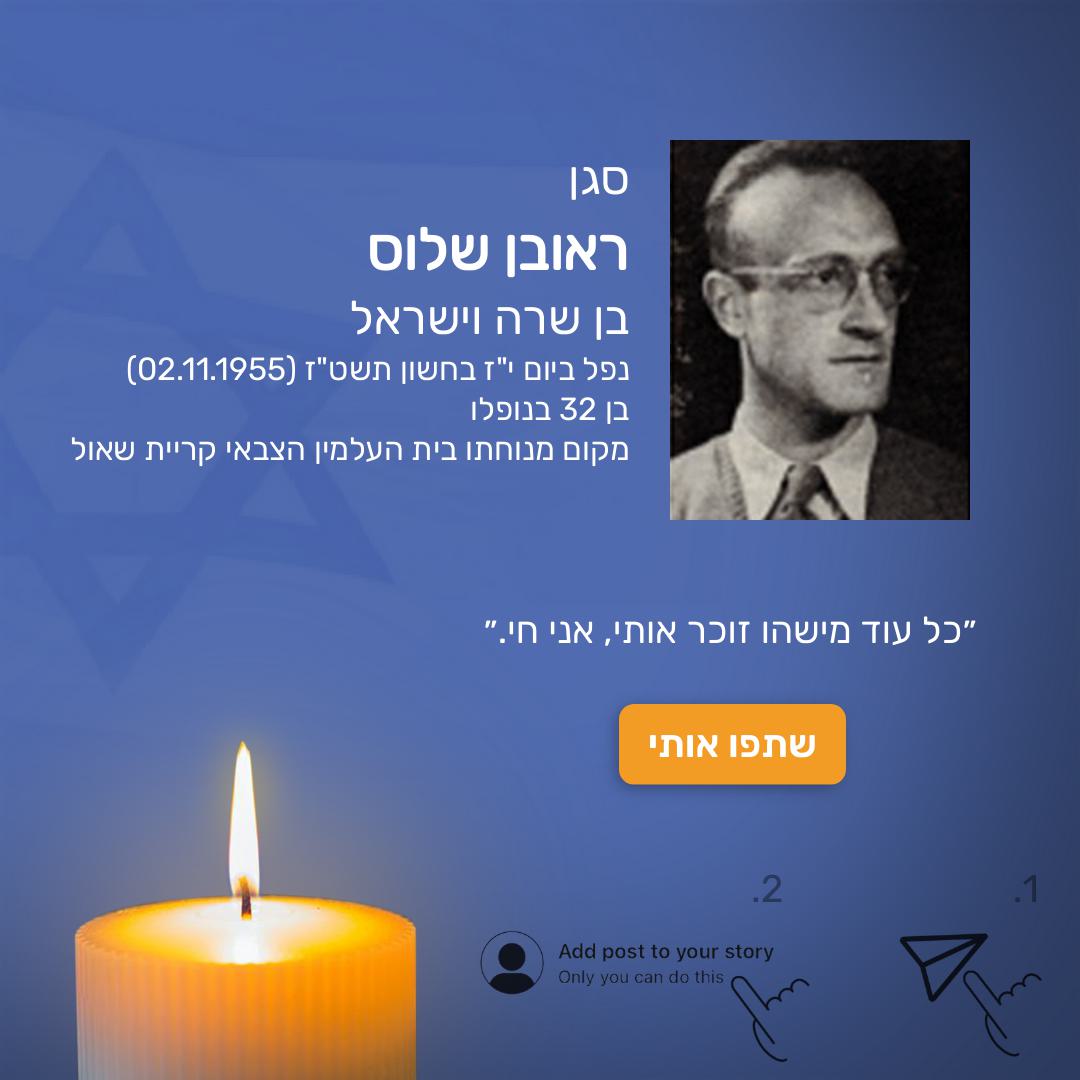 סגן
ראובן שלוס
בן שרה וישראל
נפל ביום י"ז בחשון תשט"ז (02.11.1955)
בן 32 בנופלו
מקום מנוחתו בית העלמין הצבאי קריית שאול
״כל עוד מישהו זוכר אותי, אני חי.״
שתפו אותי
.1
.2
Add post to your story
Only you can do this